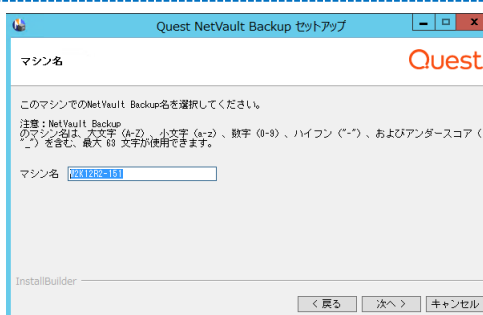 Quest NetVault Backup セットアップ
マシン名
Quest
このマシンでのNetVault Backup名を選択してください。
注意：NetVault Backup
のマシン名は、大文字（A-Z）、小文字（a-z）、数字（0-9）、ハイフン（"-"）、およびアンダースコア（
"_"）を含む、最大 63 文字が使用できます。
マシン名 W2K12R2-151
InstallBuilder
< 戻る 次へ > キャンセル